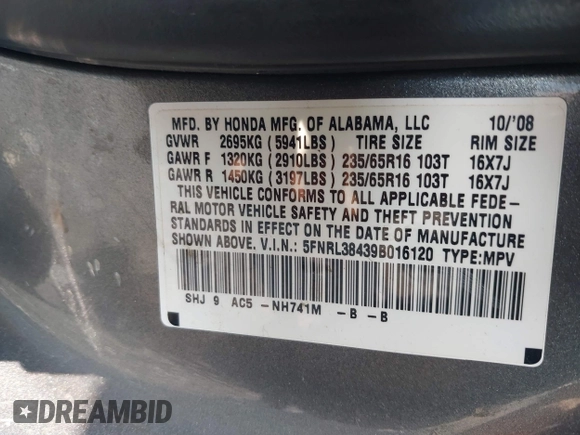 MFD. BY HONDA MFG. OF ALABAMA, LLC 10/'08
GVWR 2695KG (5941LBS) TIRE SIZE RIM SIZE
GAWR F 1320KG (2910LBS) 235/65R16 103T 16X7J
GAWR R 1450KG (3197LBS) 235/65R16 103T 16X7J
THIS VEHICLE CONFORMS TO ALL APPLICABLE FEDE-
RAL MOTOR VEHICLE SAFETY AND THEFT PREVENTION
STANDARDS IN EFFECT ON THE DATE OF MANUFACTURE
SHOWN ABOVE. V.I.N.: 5FNRL38439B016120 TYPE:MPV
SHJ 9 AC5 -NH741M -B -B
DREAMBID